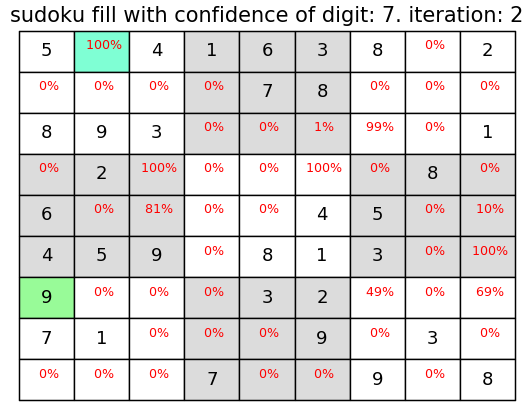 sudoku fill with confidence of digit: 7. iteration: 2
5 100% 4 1 6 3 8 0% 2
0% 0% 0% 0% 7 8 0% 0% 0%
8 9 3 0% 0% 1% 99% 0% 1
0% 2 100% 0% 0% 100% 0% 8 0%
6 0% 81% 0% 0% 4 5 0% 10%
4 5 9 0% 8 1 3 0% 100%
9 0% 0% 0% 3 2 49% 0% 69%
7 1 0% 0% 0% 9 0% 3 0%
0% 0% 0% 7 0% 0% 9 0% 8